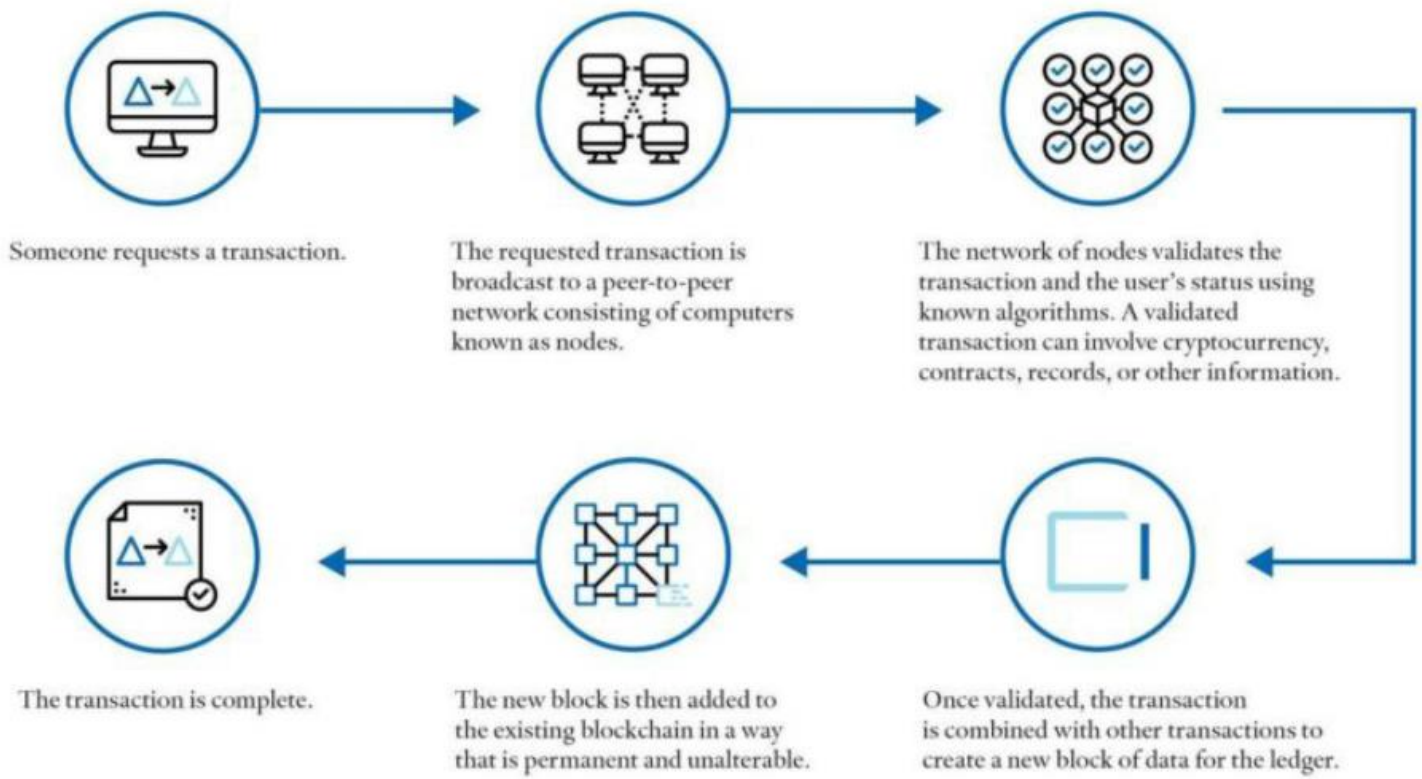 Someone requests a transaction.
The requested transaction is
broadcast to a peer-to-peer
network consisting of computers
known as nodes.
The network of nodes validates the
transaction and the user's status using
known algorithms. A validated
transaction can involve cryptocurrency,
contracts, records, or other information.
The transaction is complete.
The new block is then added to
the existing blockchain in a way
that is permanent and unalterable.
Once validated, the transaction
is combined with other transactions to
create a new block of data for the ledger.